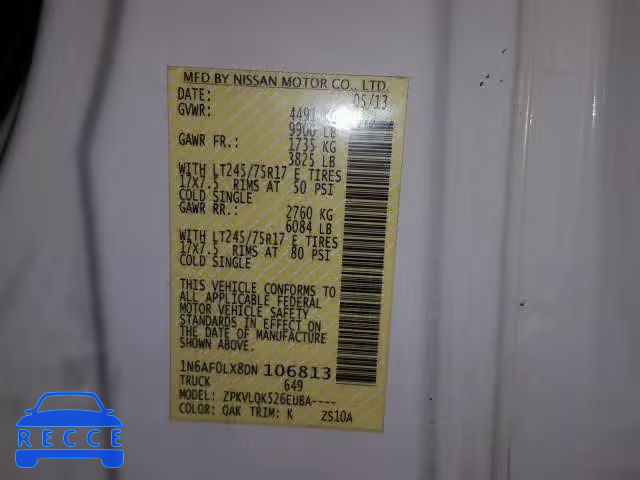 MFD BY NISSAN MOTOR CO., LTD.
DATE: 05/13
GVWR: 4491 KG
9900 LB
GAWR FR.: 1735 KG
3825 LB
WITH LT245/75R17 E TIRES
17X7.5 RIMS AT 50 PSI
COLD SINGLE
GAWR RR.: 2760 KG
6084 LB
WITH LT245/75R17 E TIRES
17X7.5 RIMS AT 80 PSI
COLD SINGLE
THIS VEHICLE CONFORMS TO
ALL APPLICABLE FEDERAL
MOTOR VEHICLE SAFETY
STANDARDS IN EFFECT ON
THE DATE OF MANUFACTURE
SHOWN ABOVE.
1N6AF0LX8DN 106813
TRUCK 649
MODEL: ZPKVLQK526EUBA----
COLOR: QAK TRIM: K ZS10A
RECCE